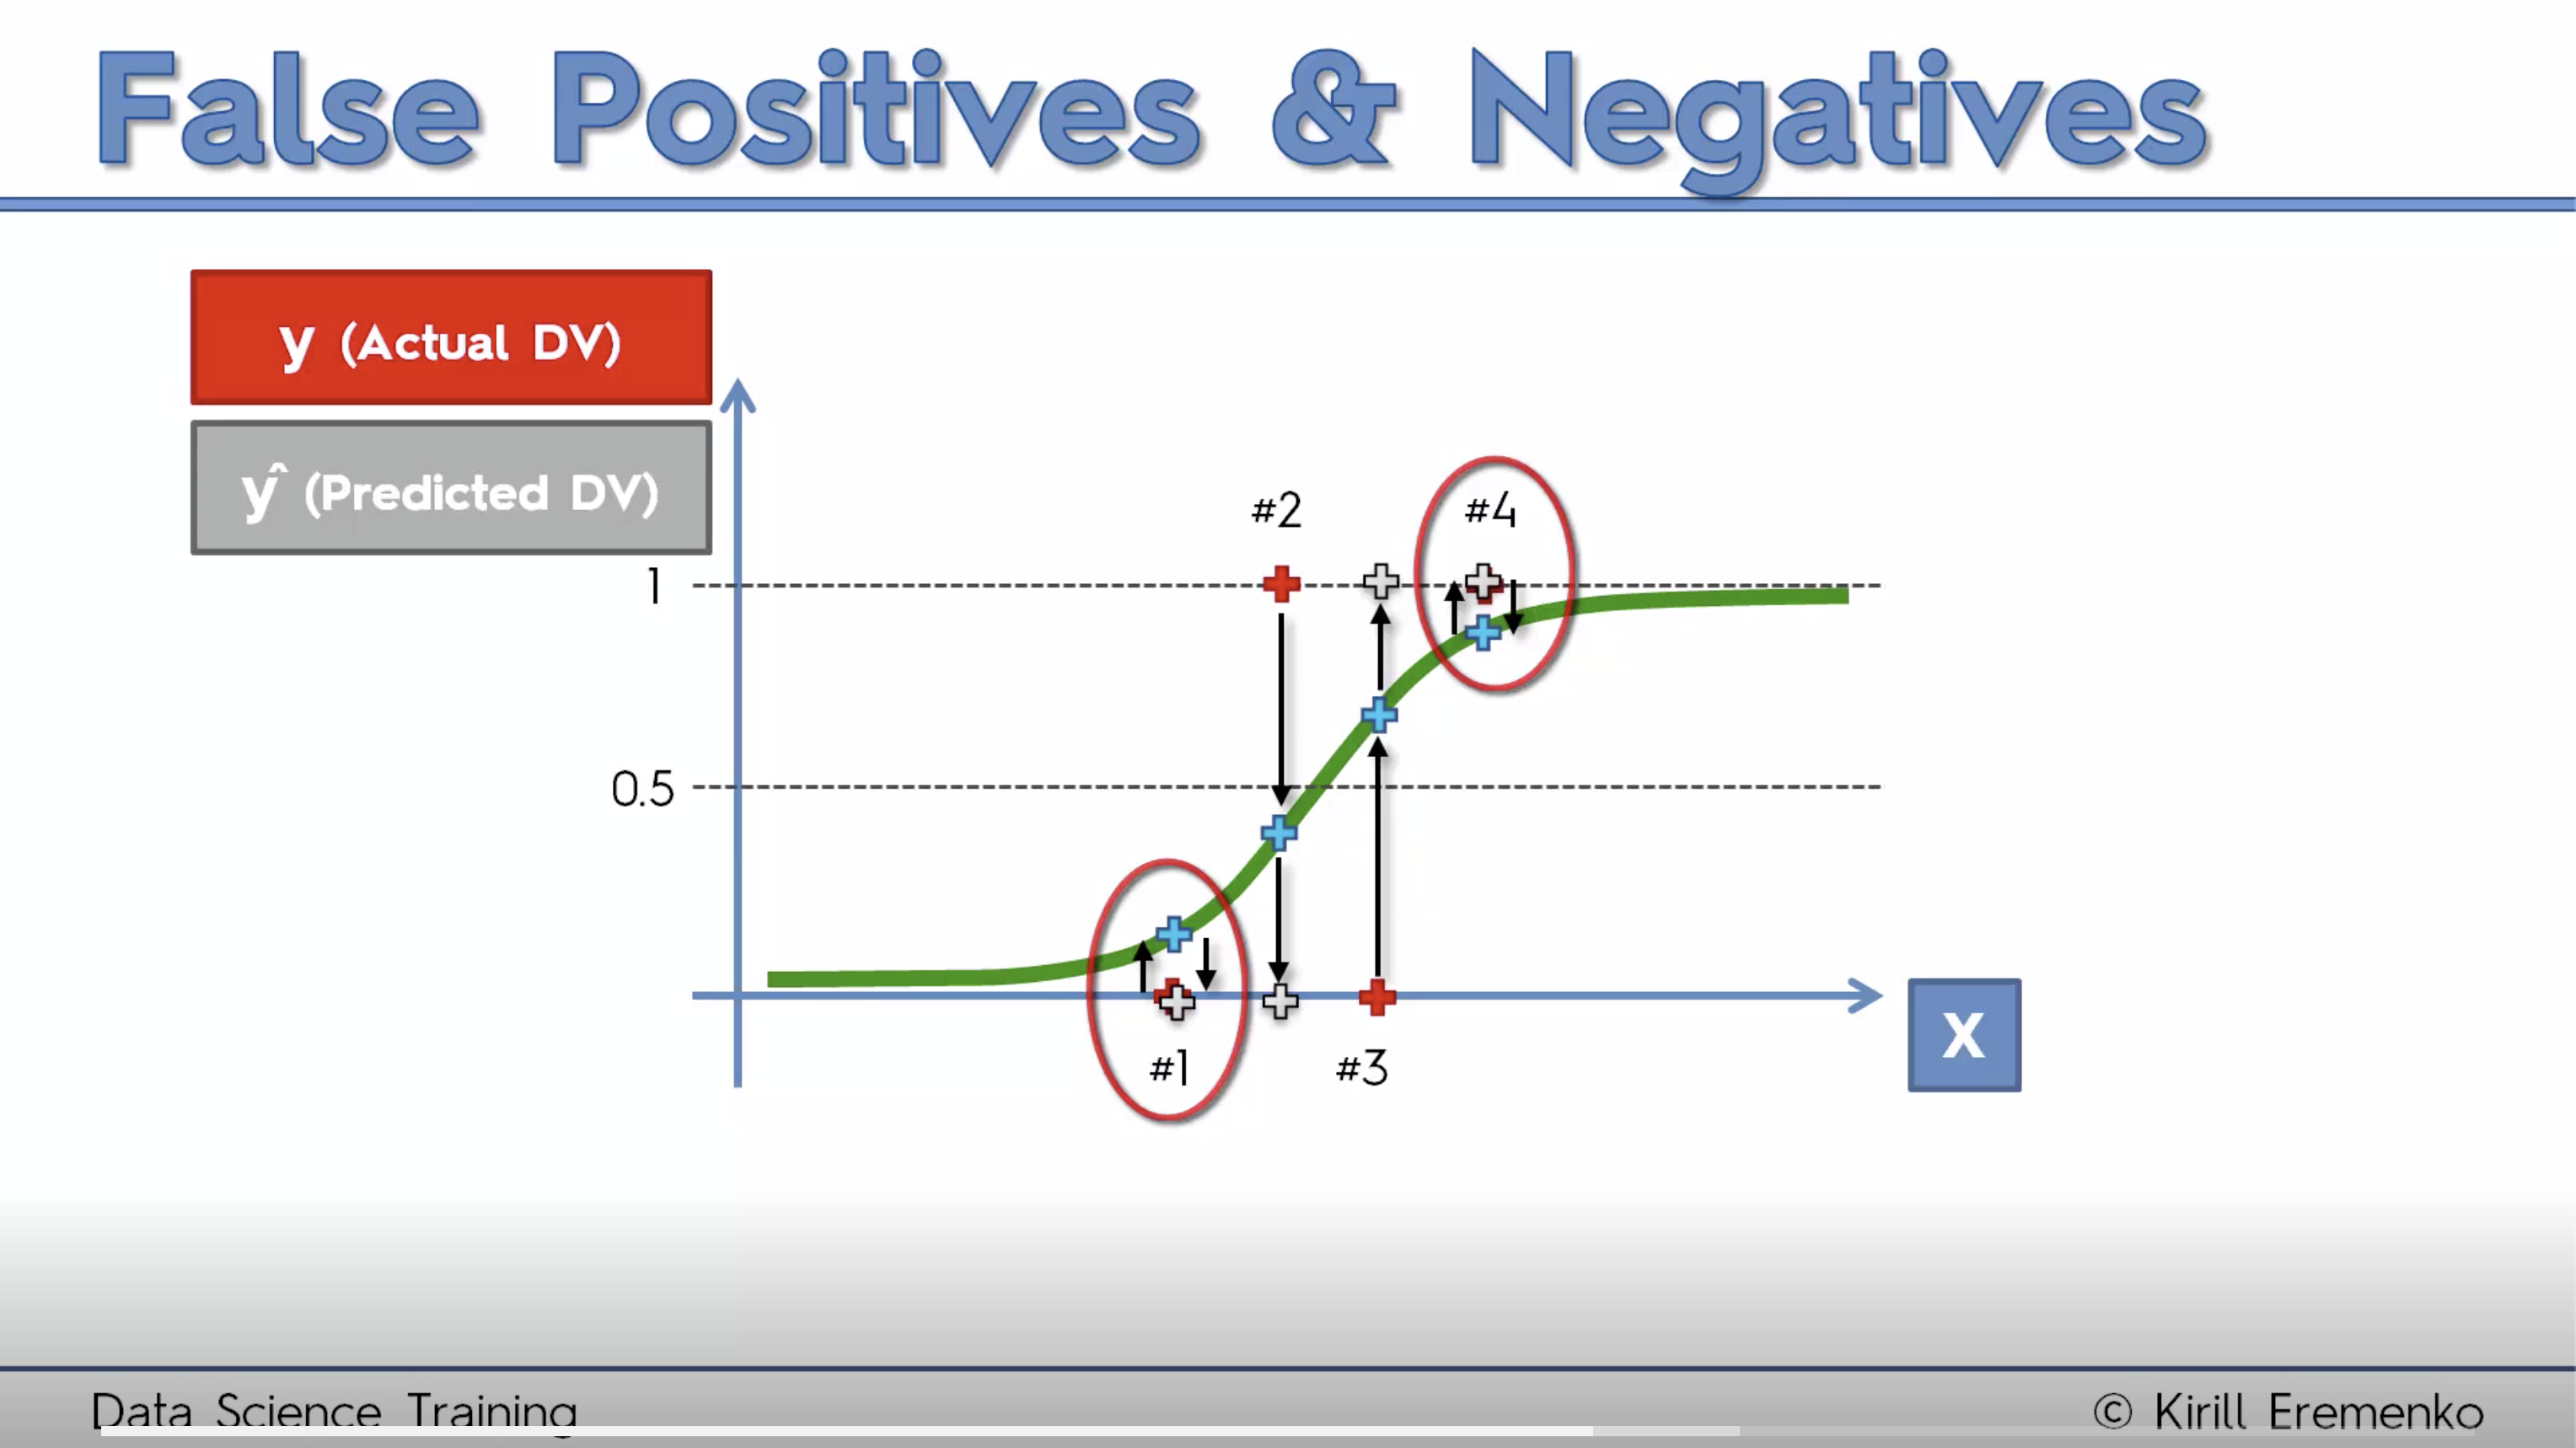 False Positives & Negatives
y (Actual DV)
ŷ (Predicted DV)
#2
#4
1
0.5
#1
#3
X
Data Science Training
© Kirill Eremenko